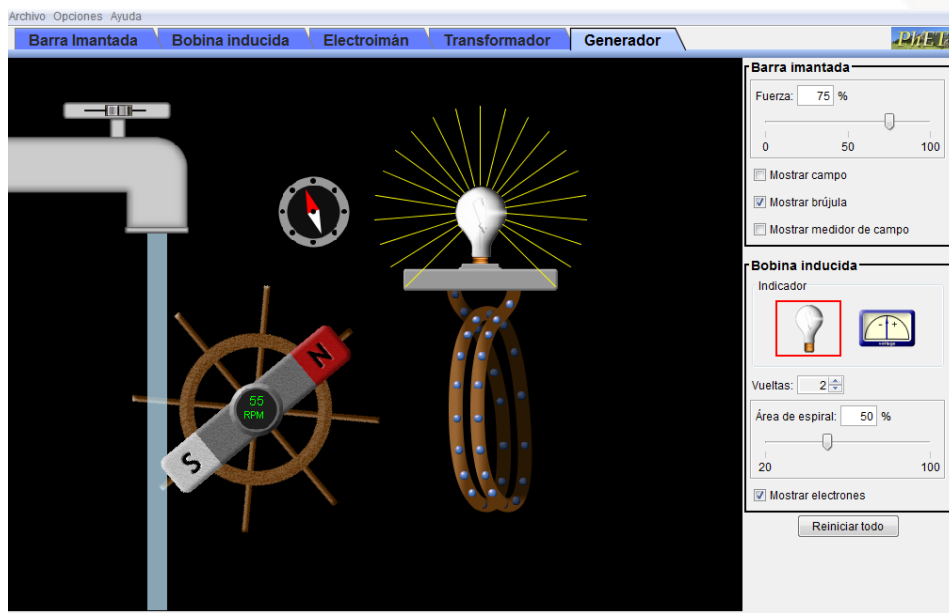 Archivo Opciones Ayuda
Barra Imantada Bobina inducida Electroimán Transformador Generador
PhET
Barra imantada
Fuerza: 75 %
0 50 100
Mostrar campo
Mostrar brújula
Mostrar medidor de campo
Bobina inducida
Indicador
- +
voltage
Vueltas: 2
Área de espiral: 50 %
20 100
Mostrar electrones
Reiniciar todo
N
55
RPM
S